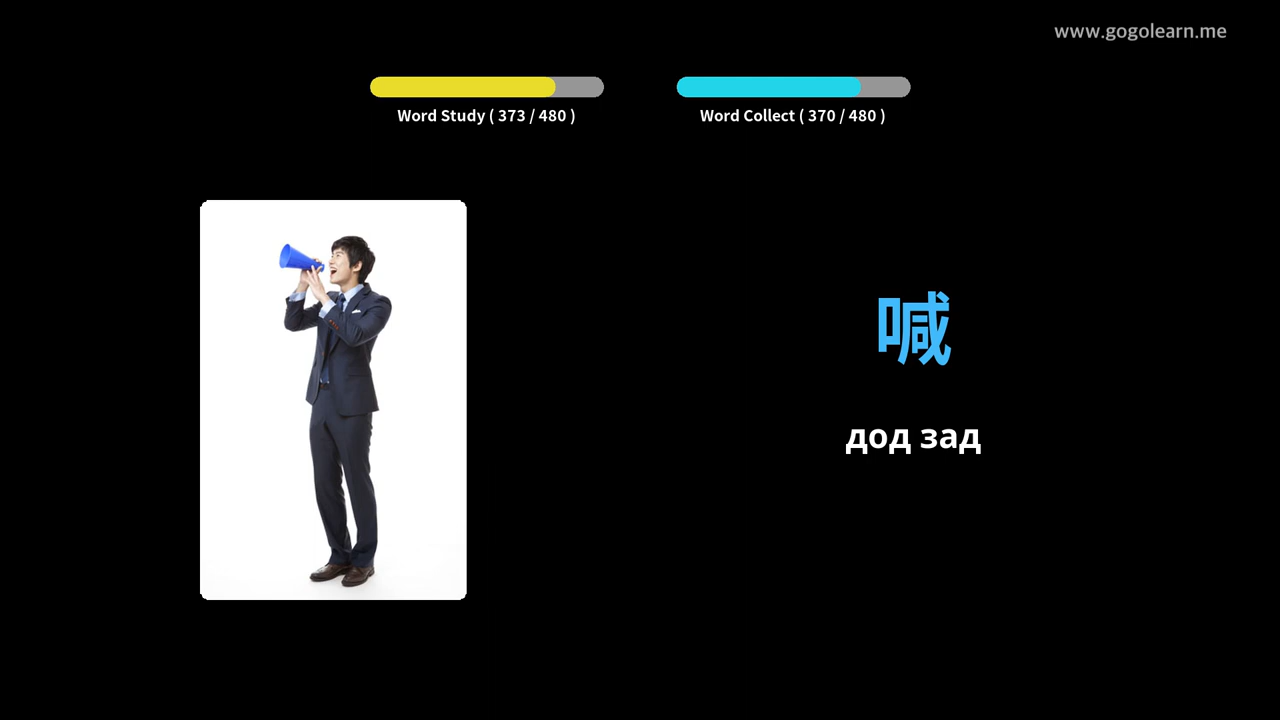 www.gogolearn.me
Word Study ( 373 / 480 )
Word Collect ( 370 / 480 )
喊
дод зад